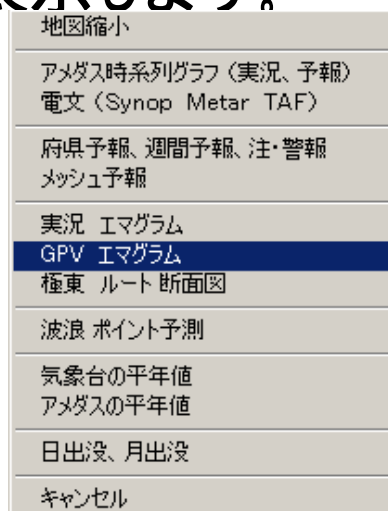 表示します。
地図縮小
アメダス時系列グラフ（実況、予報）
電文（Synop Metar TAF）
府県予報、週間予報、注・警報
メッシュ予報
実況 エマグラム
GPV エマグラム
極東 ルート断面図
波浪 ポイント予測
気象台の平年値
アメダスの平年値
日出没、月出没
キャンセル